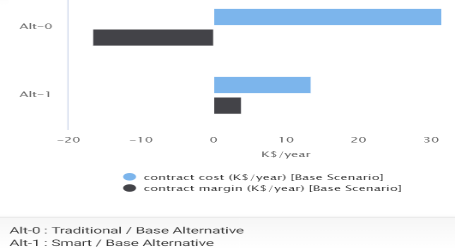 Alt-0
Alt-1
-20 -10 0 10 20 30
K$/year
contract cost (K$/year) [Base Scenario]
contract margin (K$/year) [Base Scenario]
Alt-0 : Traditional / Base Alternative
Alt-1 : Smart / Base Alternative